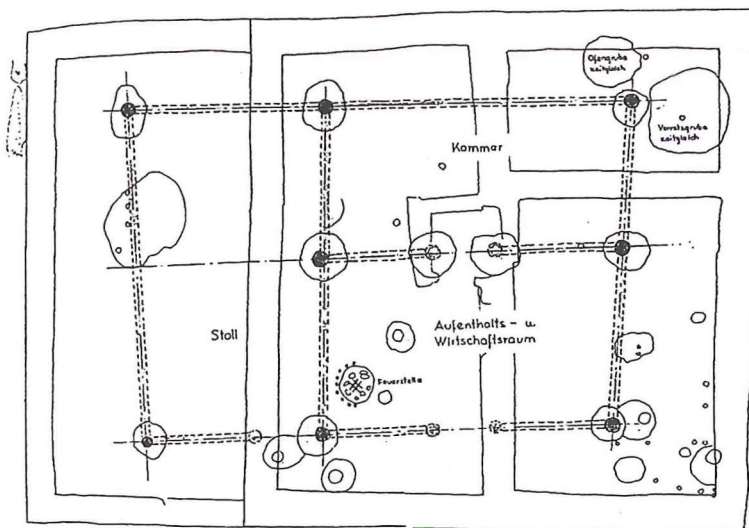 Ofengrube
zeitgleich
Vorratsgrube
zeitgleich
Kammer
Stall
Aufenthalts- u
Wirtschaftsraum
Feuerstelle